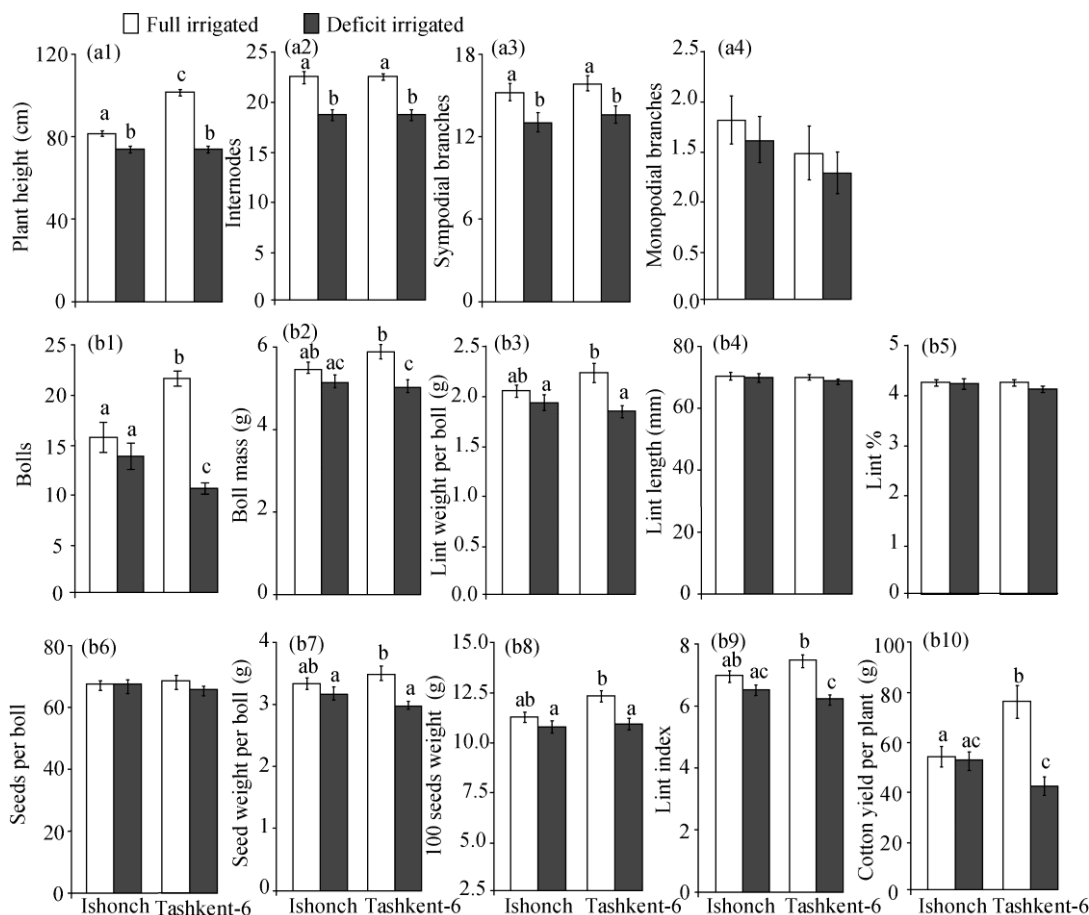 Full irrigated
Deficit irrigated
(a1)
Plant height (cm)
120
80
40
0
a
b
c
b
(a2)
Internodes
25
20
15
10
5
0
a
b
a
b
(a3)
Sympodial branches
18
12
6
0
a
b
a
b
(a4)
Monopodial branches
2.5
2.0
1.5
2.0
0.5
0.0
(b1)
Bolls
25
20
15
10
5
0
a
a
b
c
(b2)
Boll mass (g)
6
4
2
0
ab
ac
b
c
(b3)
Lint weight per boll (g)
2.5
2.0
1.5
1.0
0.5
0.0
ab
a
b
a
(b4)
Lint length (mm)
80
60
40
20
0
(b5)
Lint %
5
4
3
2
1
0
(b6)
Seeds per boll
80
60
40
20
0
Ishonch Tashkent-6
(b7)
Seed weight per boll (g)
4
3
2
1
0
ab
a
b
a
Ishonch Tashkent-6
(b8)
100 seeds weight (g)
15.0
12.5
10.0
7.5
5.0
2.5
ab
a
b
a
Ishonch Tashkent-6
(b9)
Lint index
8
6
4
2
0
ab
ac
b
c
Ishonch Tashkent-6
(b10)
Cotton yield per plant (g)
100
80
60
40
20
0
a
ac
b
c
Ishonch Tashkent-6